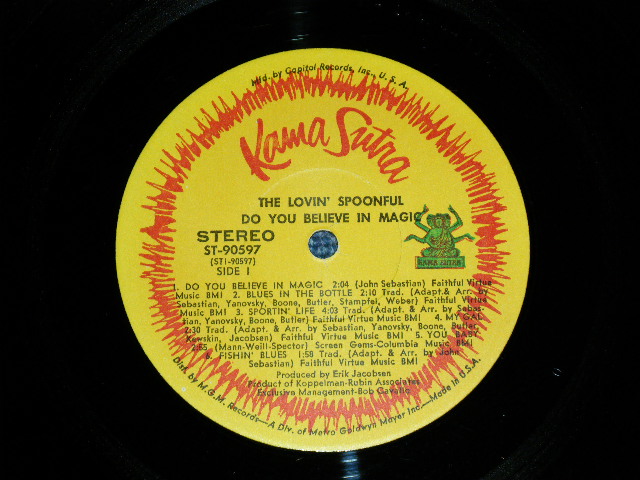 Mfd. by Capitol Records, Inc., U.S.A.
Kama Sutra
THE LOVIN' SPOONFUL
DO YOU BELIEVE IN MAGIC
STEREO
ST-90597
(ST1-90597)
SIDE 1
KAMA SUTRA
1. DO YOU BELIEVE IN MAGIC 2:04 (John Sebastian) Faithful Virtue
Music BMI 2. BLUES IN THE BOTTLE 2:10 Trad. (Adapt.& Arr. by
Sebastian, Yanovsky, Boone, Butler, Stampfel, Weber) Faithful Virtue
Music BMI 3. SPORTIN' LIFE 4:03 Trad. (Adapt. & Arr. by Sebas-
tian, Yanovsky, Boone, Butler) Faithful Virtue Music BMI 4. MY GAL
2:30 Trad. (Adapt. & Arr. by Sebastian, Yanovsky, Boone, Butler,
Kweskin, Jacobsen) Faithful Virtue Music BMI 5. YOU BABY
(Mann-Weill-Spector) Screen Gems-Columbia Music BMI
6. FISHIN' BLUES 1:58 Trad. (Adapt. & Arr. by John
Sebastian) Faithful Virtue Music BMI
Produced by Erik Jacobsen
Product of Koppelman-Rubin Associates
Exclusive Management-Bob Cavallo
Dist. by M.G.M. Records—A Div. of Metro Goldwyn Mayer Inc.—Made in U.S.A.